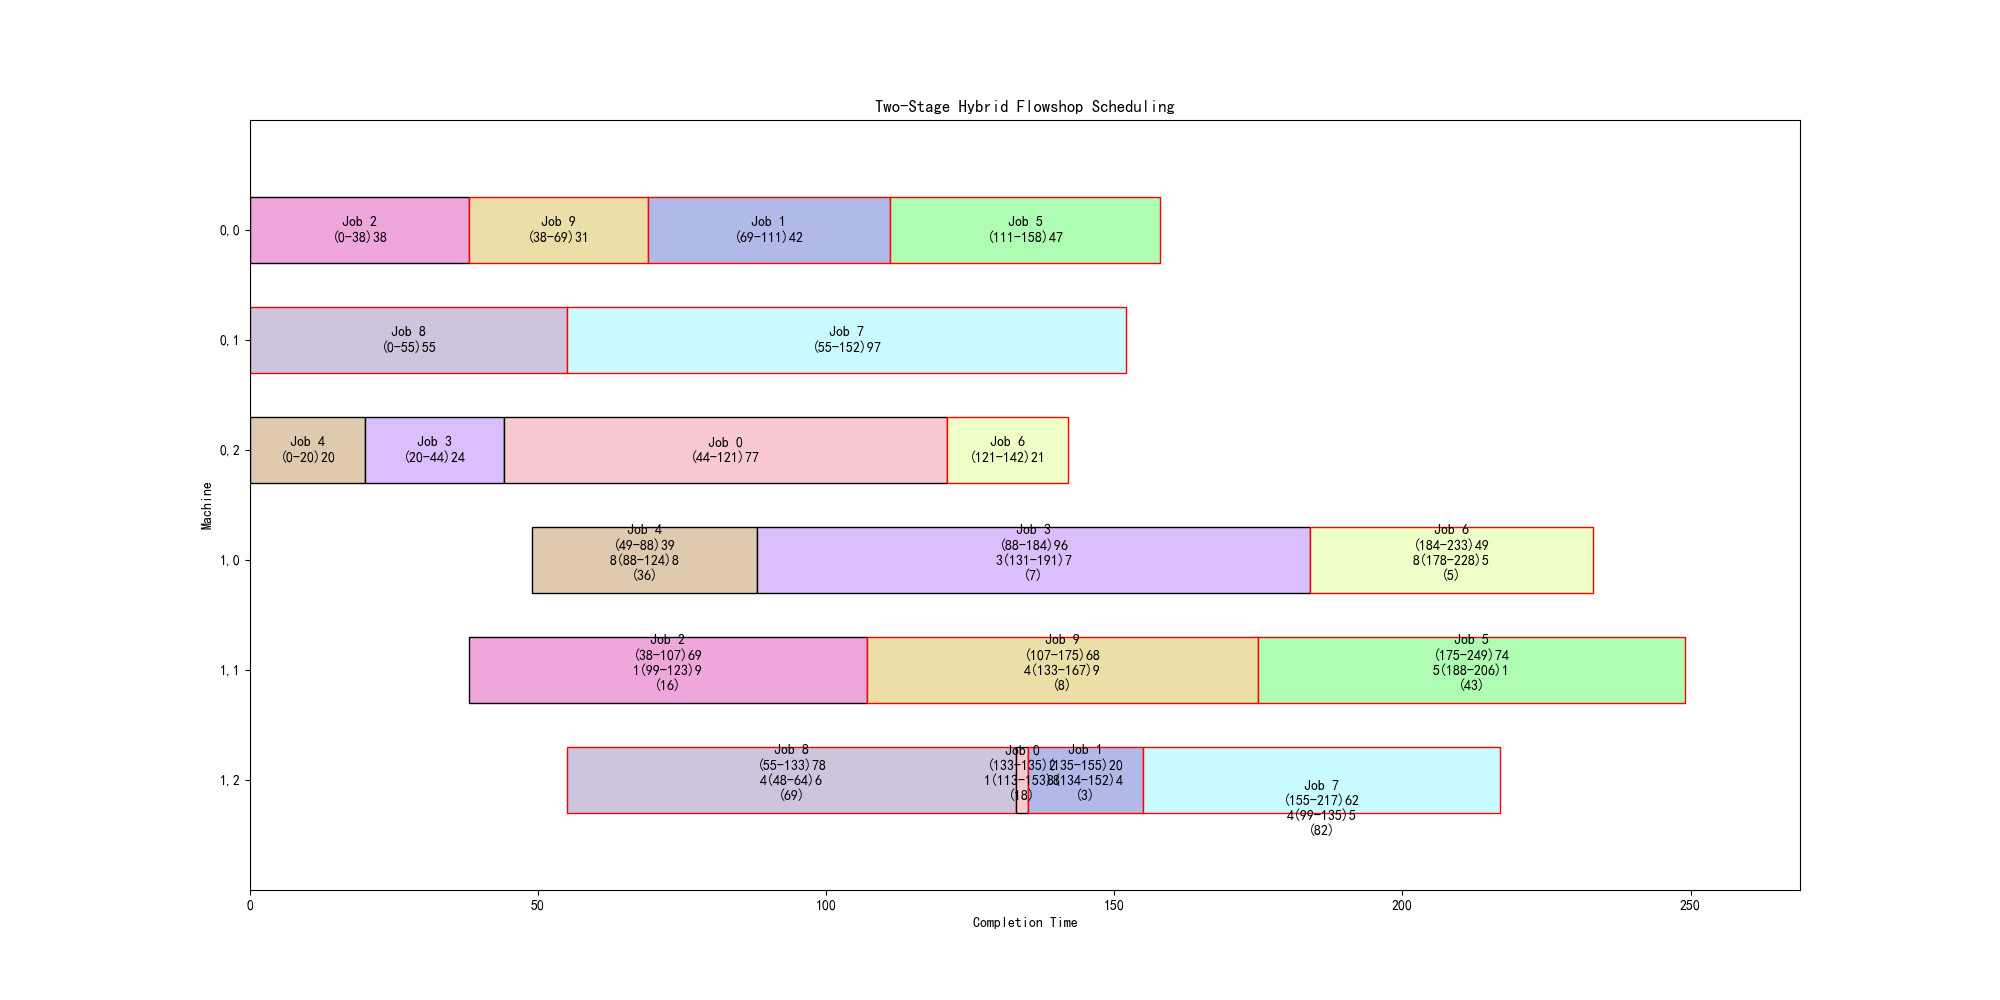 Two-Stage Hybrid Flowshop Scheduling
0,0
Job 2
(0-38)38
Job 9
(38-69)31
Job 1
(69-111)42
Job 5
(111-158)47
0,1
Job 8
(0-55)55
Job 7
(55-152)97
0,2
Job 4
(0-20)20
Job 3
(20-44)24
Job 0
(44-121)77
Job 6
(121-142)21
Machine
1,0
Job 4
(49-88)39
8(88-124)8
(36)
Job 3
(88-184)96
3(131-191)7
(7)
Job 6
(184-233)49
8(178-228)5
(5)
1,1
Job 2
(38-107)69
1(99-123)9
(16)
Job 9
(107-175)68
4(133-167)9
(8)
Job 5
(175-249)74
5(188-206)1
(43)
1,2
Job 8
(55-133)78
4(48-64)6
(69)
Job 0
(133-135)2
(18)
Job 1
(135-155)20
(3)
Job 7
(155-217)62
4(99-135)5
(82)
0
50
100
150
200
250
Completion Time